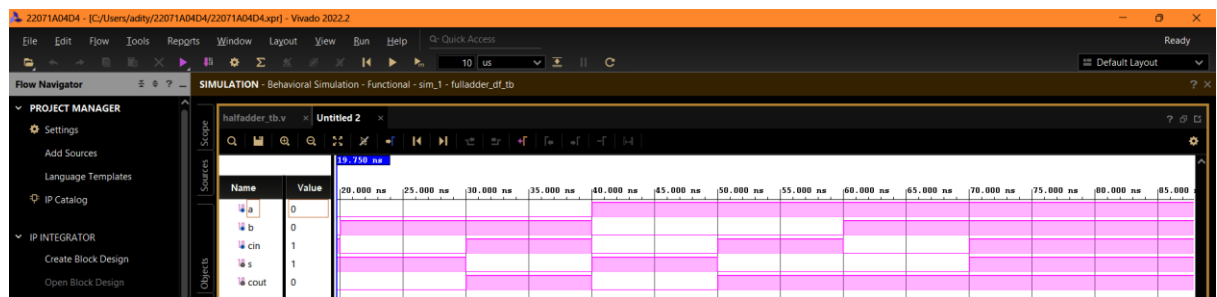 22071A04D4 - [C:/Users/adity/22071A04D4/22071A04D4.xpr] - Vivado 2022.2
File Edit Flow Tools Reports Window Layout View Run Help Q- Quick Access Ready
10 us Default Layout
Flow Navigator SIMULATION - Behavioral Simulation - Functional - sim_1 - fulladder_df_tb
PROJECT MANAGER
Settings
Add Sources
Language Templates
IP Catalog
IP INTEGRATOR
Create Block Design
Open Block Design
Scope
Sources
Objects
halfadder_tb.v Untitled 2
19.750 ns
Name Value 20.000 ns 25.000 ns 30.000 ns 35.000 ns 40.000 ns 45.000 ns 50.000 ns 55.000 ns 60.000 ns 65.000 ns 70.000 ns 75.000 ns 80.000 ns 85.000
a 0
b 0
cin 1
s 1
cout 0